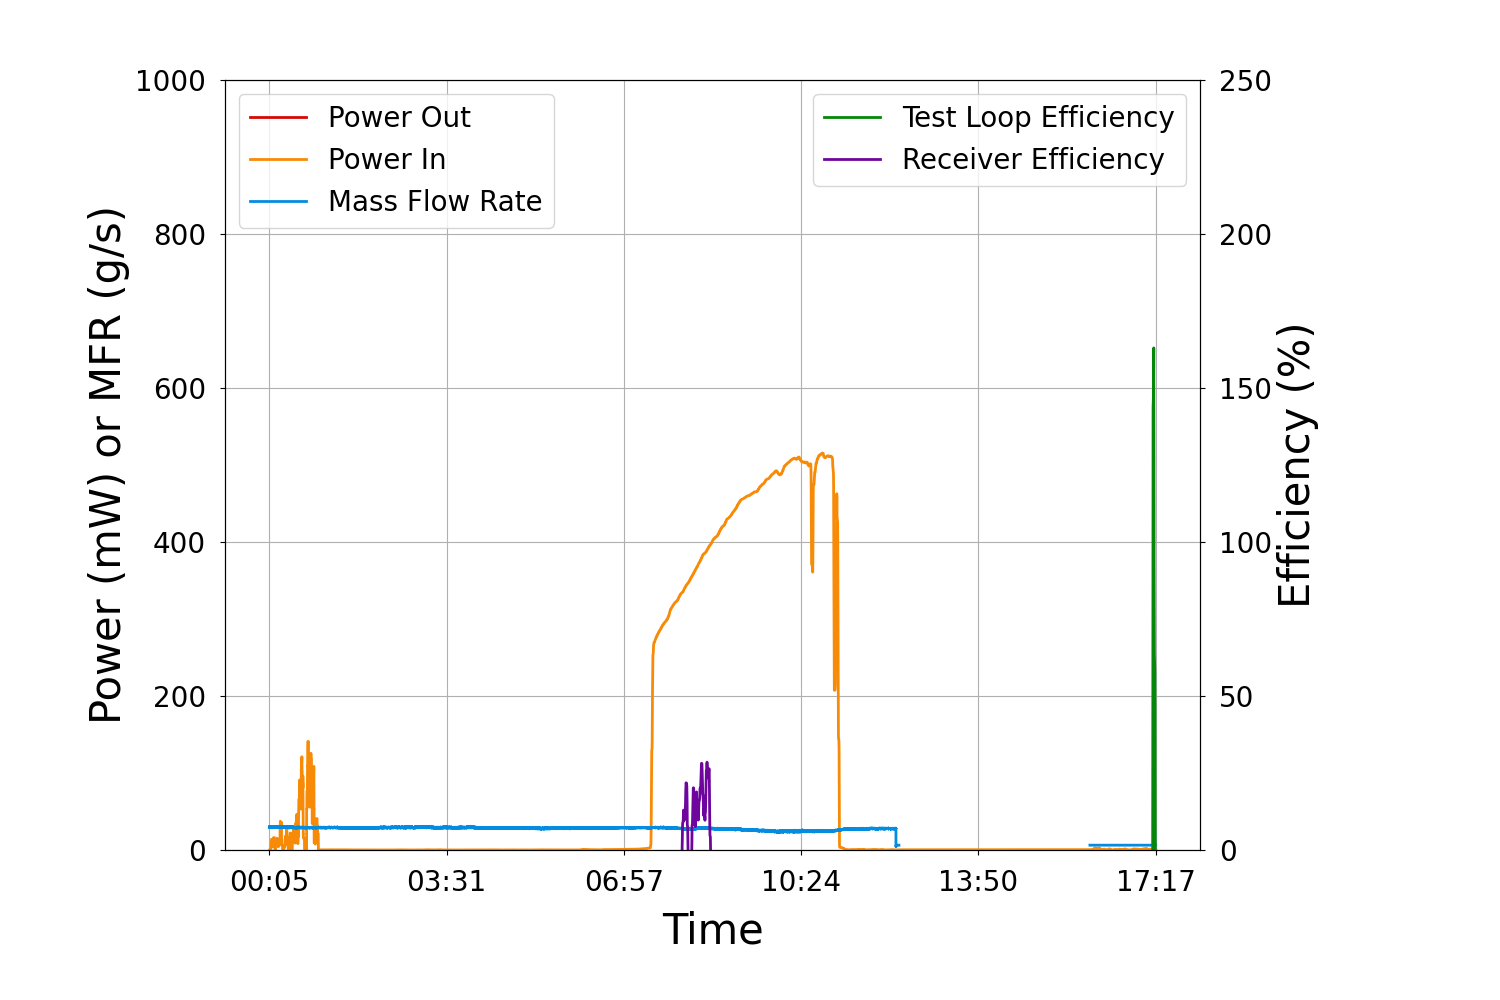 1000
800
600
400
200
0
Power (mW) or MFR (g/s)
Power Out
Power In
Mass Flow Rate
Test Loop Efficiency
Receiver Efficiency
250
200
150
100
50
0
Efficiency (%)
00:05
03:31
06:57
10:24
13:50
17:17
Time